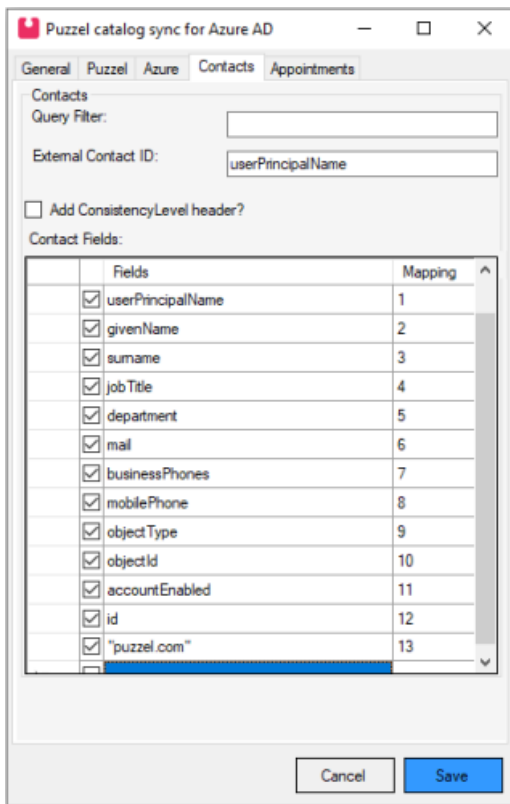 Puzzel catalog sync for Azure AD
General Puzzel Azure Contacts Appointments
Contacts
Query Filter:
External Contact ID: userPrincipalName
Add ConsistencyLevel header?
Contact Fields:
Fields Mapping
userPrincipalName 1
givenName 2
surname 3
jobTitle 4
department 5
mail 6
businessPhones 7
mobilePhone 8
objectType 9
objectId 10
accountEnabled 11
id 12
"puzzel.com" 13
Cancel Save